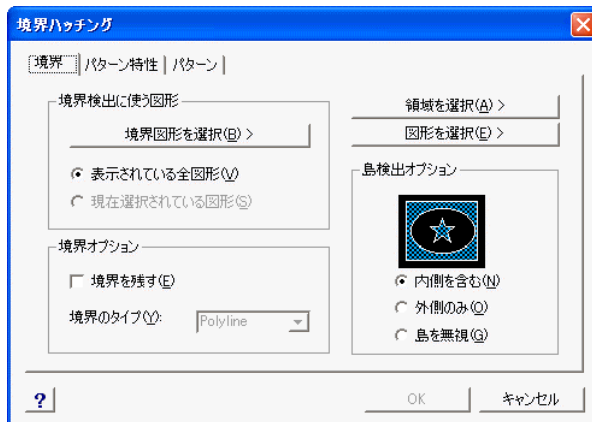 境界ハッチング
境界
パターン特性
パターン
境界検出に使う図形
境界図形を選択(B) >
表示されている全図形(V)
現在選択されている図形(S)
境界オプション
境界を残す(E)
境界のタイプ(Y):
Polyline
領域を選択(A) >
図形を選択(E) >
島検出オプション
内側を含む(N)
外側のみ(O)
島を無視(G)
?
OK
キャンセル